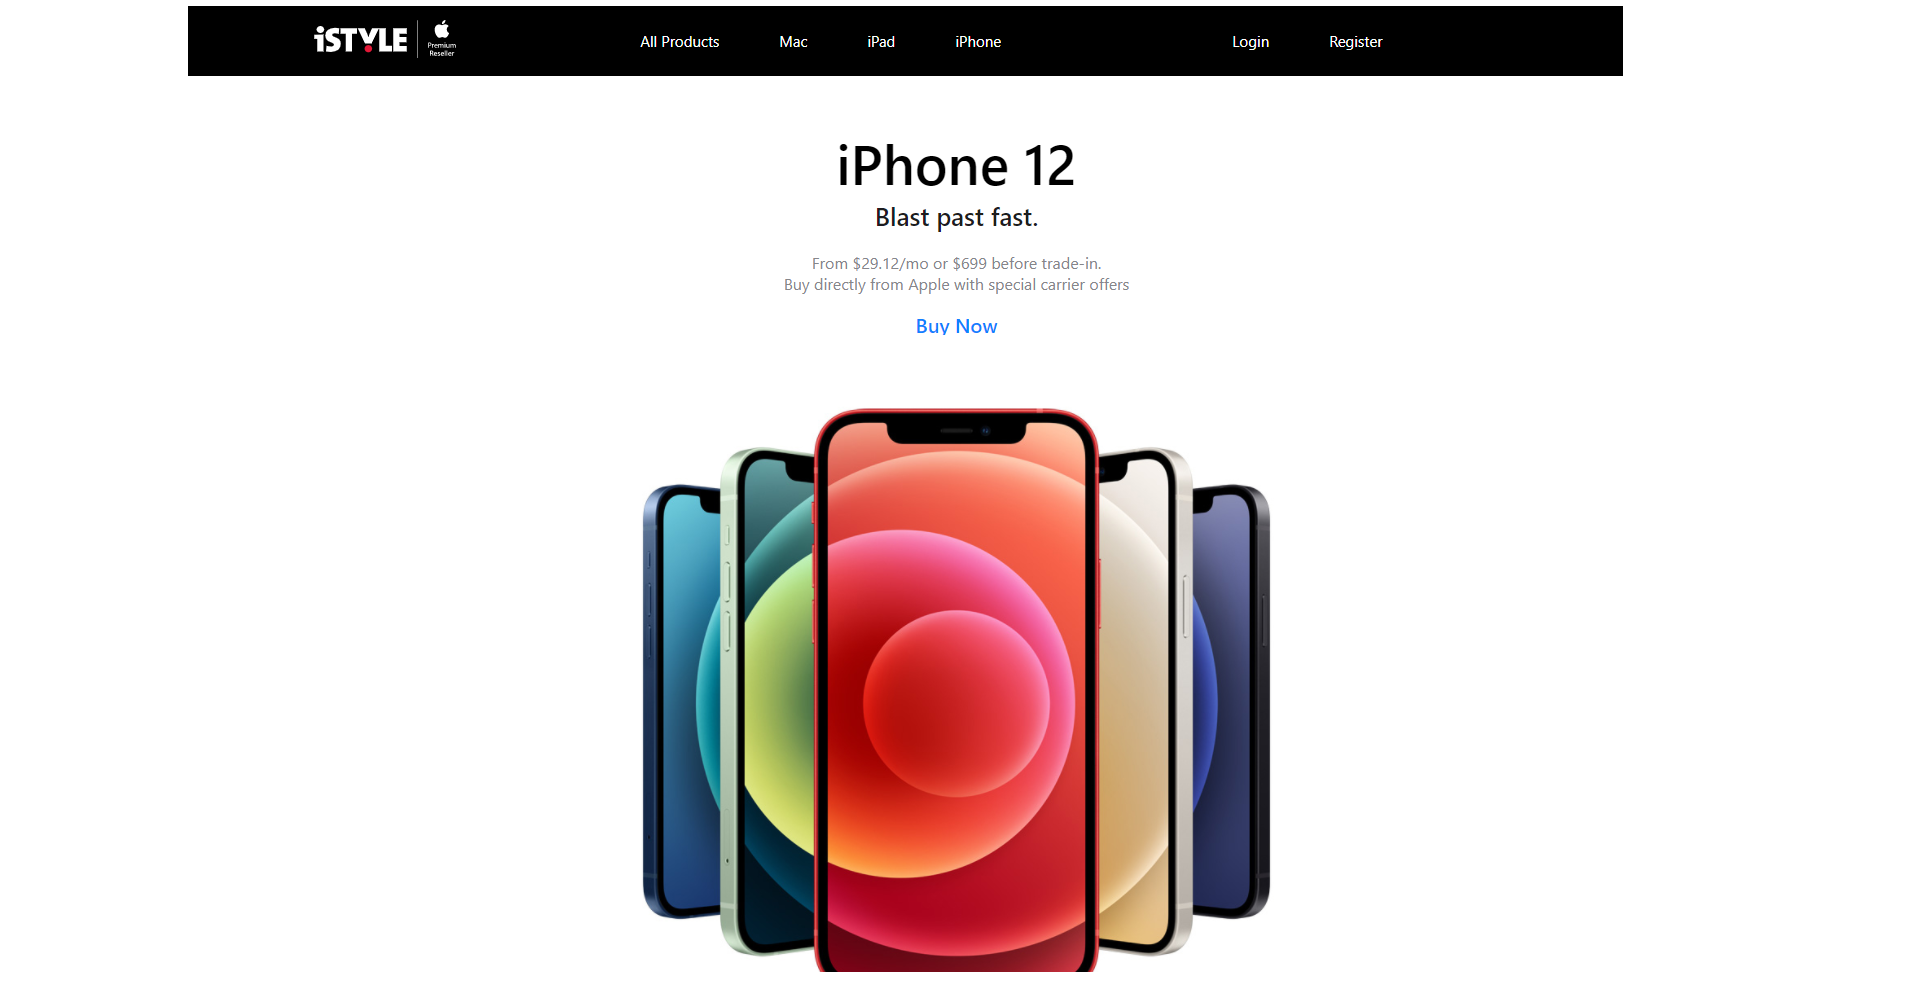 iSTYLE
Premium
Reseller
All Products Mac iPad iPhone Login Register
iPhone 12
Blast past fast.
From $29.12/mo or $699 before trade-in.
Buy directly from Apple with special carrier offers
Buy Now